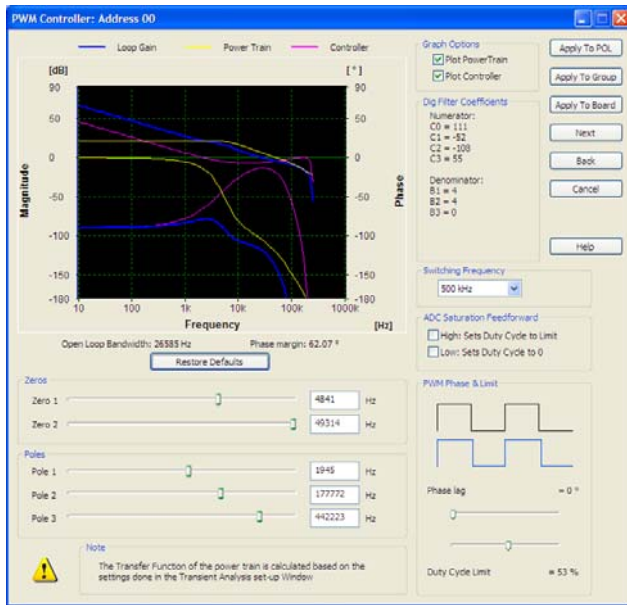 PWM Controller: Address 00
Loop Gain Power Train Controller
[dB] [°]
90 90
50 50
0 0
-50 -50
-100 -100
-150 -150
-180 -180
Magnitude
Phase
10 100 1k 10k 100k 1000k
Frequency [Hz]
Open Loop Bandwidth: 26585 Hz Phase margin: 62.07 °
Restore Defaults
Zeros
Zero 1 4841 Hz
Zero 2 49314 Hz
Poles
Pole 1 1945 Hz
Pole 2 177772 Hz
Pole 3 442223 Hz
Note
The Transfer Function of the power train is calculated based on the
settings done in the Transient Analysis set-up Window
Graph Options
Plot PowerTrain
Plot Controller
Dig Filter Coefficients
Numerator:
C0 = 111
C1 = -52
C2 = -108
C3 = 55
Denominator:
B1 = 4
B2 = 4
B3 = 0
Switching Frequency
500 kHz
ADC Saturation Feedforward
High: Sets Duty Cycle to Limit
Low: Sets Duty Cycle to 0
PWM Phase & Limit
Phase lag = 0 °
Duty Cycle Limit = 53 %
Apply To POL
Apply To Group
Apply To Board
Next
Back
Cancel
Help